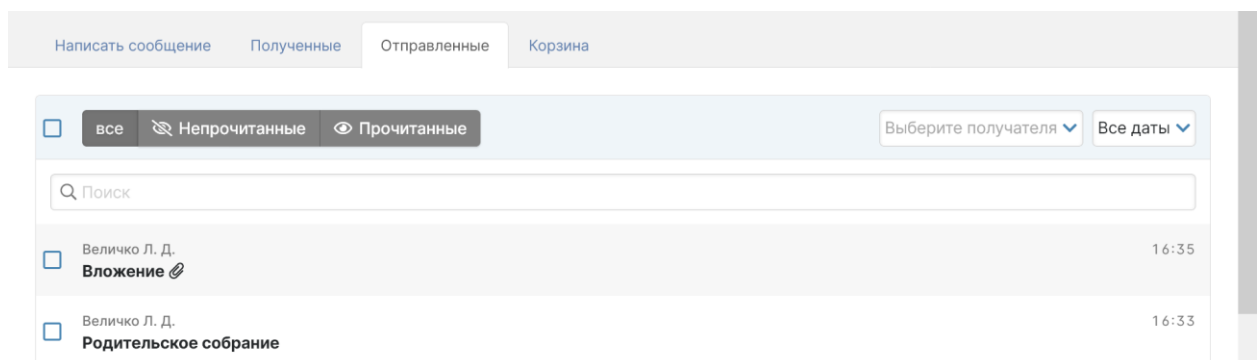 Написать сообщение Полученные Отправленные Корзина
все Непрочитанные Прочитанные Выберите получателя Все даты
Поиск
Величко Л. Д. 16:35
Вложение
Величко Л. Д. 16:33
Родительское собрание